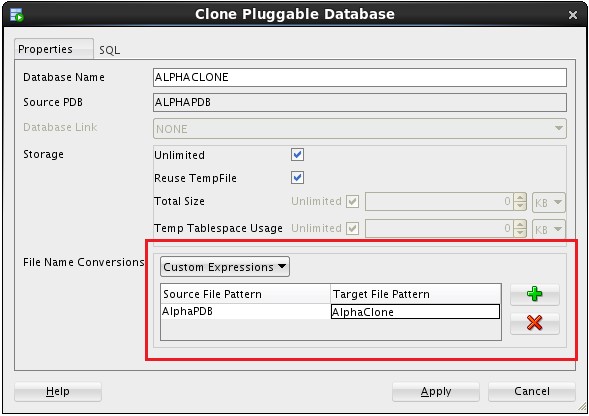 Clone Pluggable Database
Properties SQL
Database Name ALPHACLONE
Source PDB ALPHAPDB
Database Link NONE
Storage Unlimited
Reuse TempFile
Total Size Unlimited 0 KB
Temp Tablespace Usage Unlimited 0 KB
File Name Conversions Custom Expressions
Source File Pattern Target File Pattern
AlphaPDB AlphaClone
Help Apply Cancel